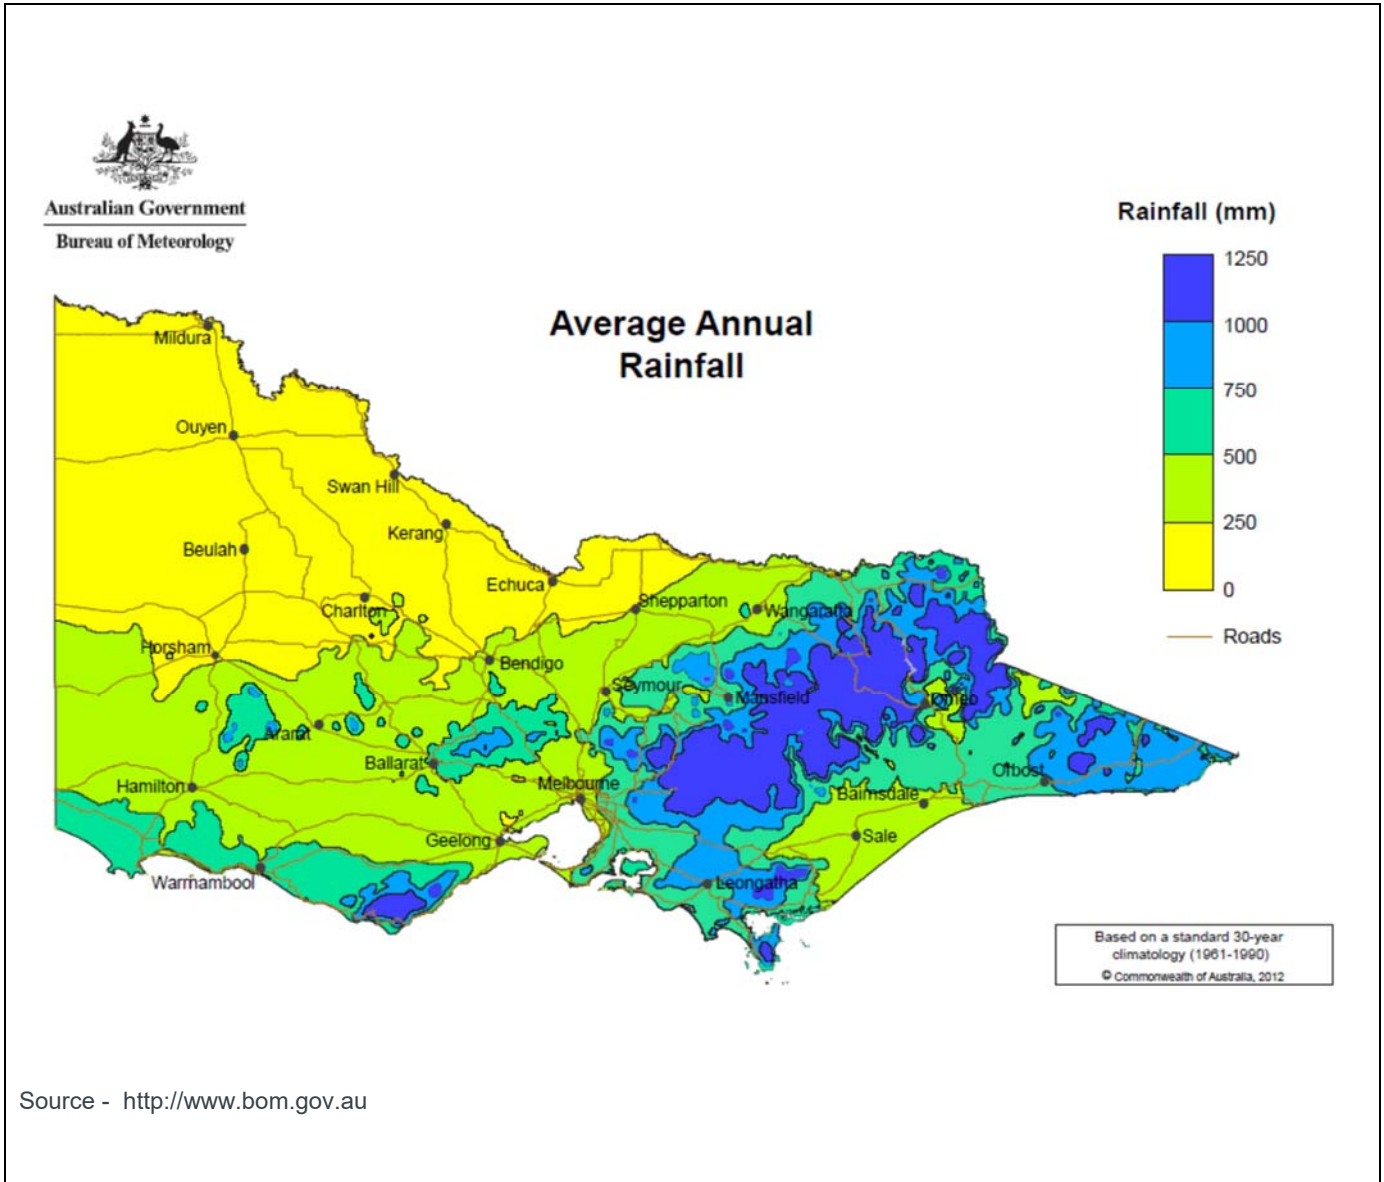 Australian Government
Bureau of Meteorology
Rainfall (mm)
1250
1000
750
500
250
0
Roads
Average Annual
Rainfall
Mildura
Ouyen
Swan Hill
Kerang
Beulah
Echuca
Charlton
Shepparton
Wangaratta
Horsham
Bendigo
Seymour
Mansfield
Omeo
Ararat
Ballarat
Orbost
Hamilton
Melbourne
Bairnsdale
Geelong
Sale
Warrnambool
Leongatha
Based on a standard 30-year
climatology (1961-1990)
© Commonwealth of Australia, 2012
Source - http://www.bom.gov.au